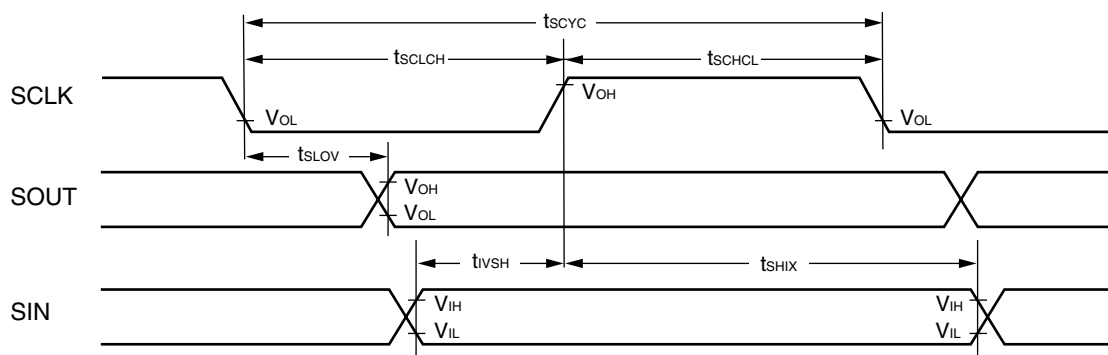 tSCYC
tSCLCH tSCHCL
SCLK VOL VOH VOL
tSLOV
SOUT VOH
VOL
tIVSH tSHIX
SIN VIH VIH
VIL VIL